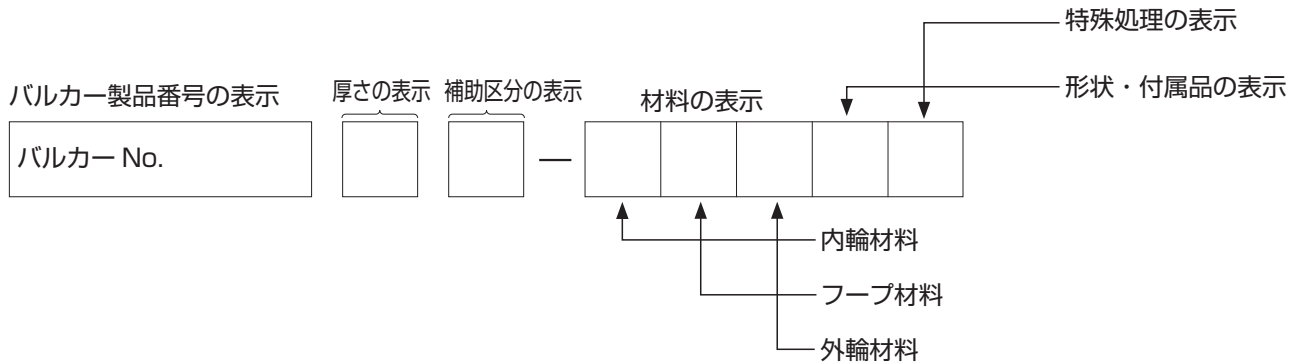 特殊処理の表示
形状・付属品の表示
バルカー製品番号の表示
厚さの表示
補助区分の表示
材料の表示
バルカー No.
内輪材料
フープ材料
外輪材料